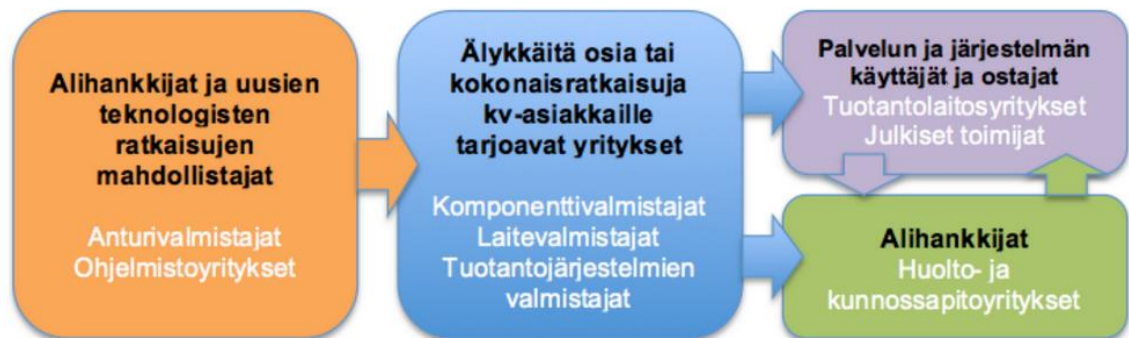 Alihankkijat ja uusien
teknologisten
ratkaisujen
mahdollistajat
Anturivalmistajat
Ohjelmistoyritykset
Älykkäitä osia tai
kokonaisratkaisuja
kv-asiakkaille
tarjoavat yritykset
Komponenttivalmistajat
Laitevalmistajat
Tuotantojärjestelmien
valmistajat
Palvelun ja järjestelmän
käyttäjät ja ostajat
Tuotantolaitosyritykset
Julkiset toimijat
Alihankkijat
Huolto- ja
kunnossapitoyritykset